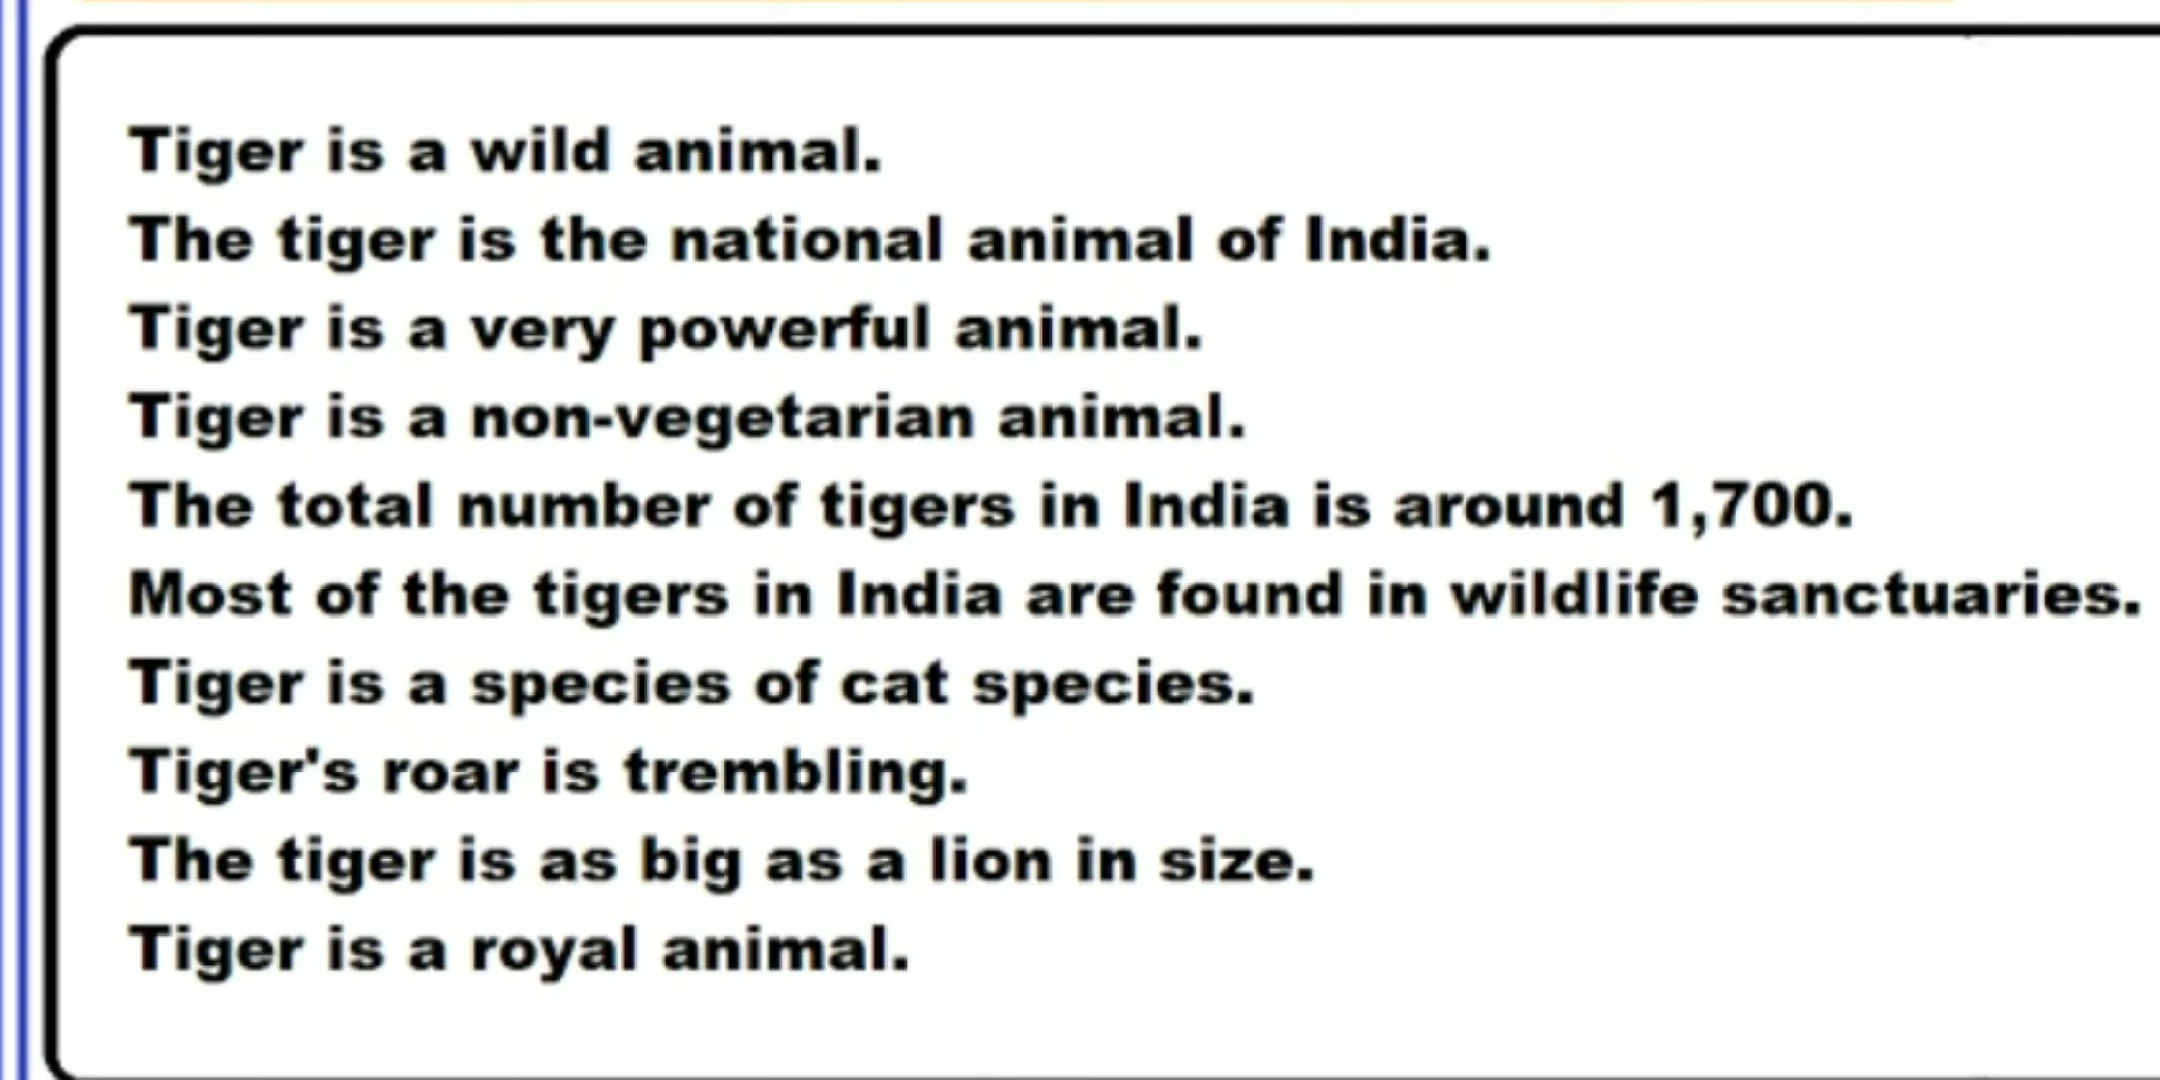 Tiger is a wild animal.
The tiger is the national animal of India.
Tiger is a very powerful animal.
Tiger is a non-vegetarian animal.
The total number of tigers in India is around 1,700.
Most of the tigers in India are found in wildlife sanctuaries.
Tiger is a species of cat species.
Tiger's roar is trembling.
The tiger is as big as a lion in size.
Tiger is a royal animal.